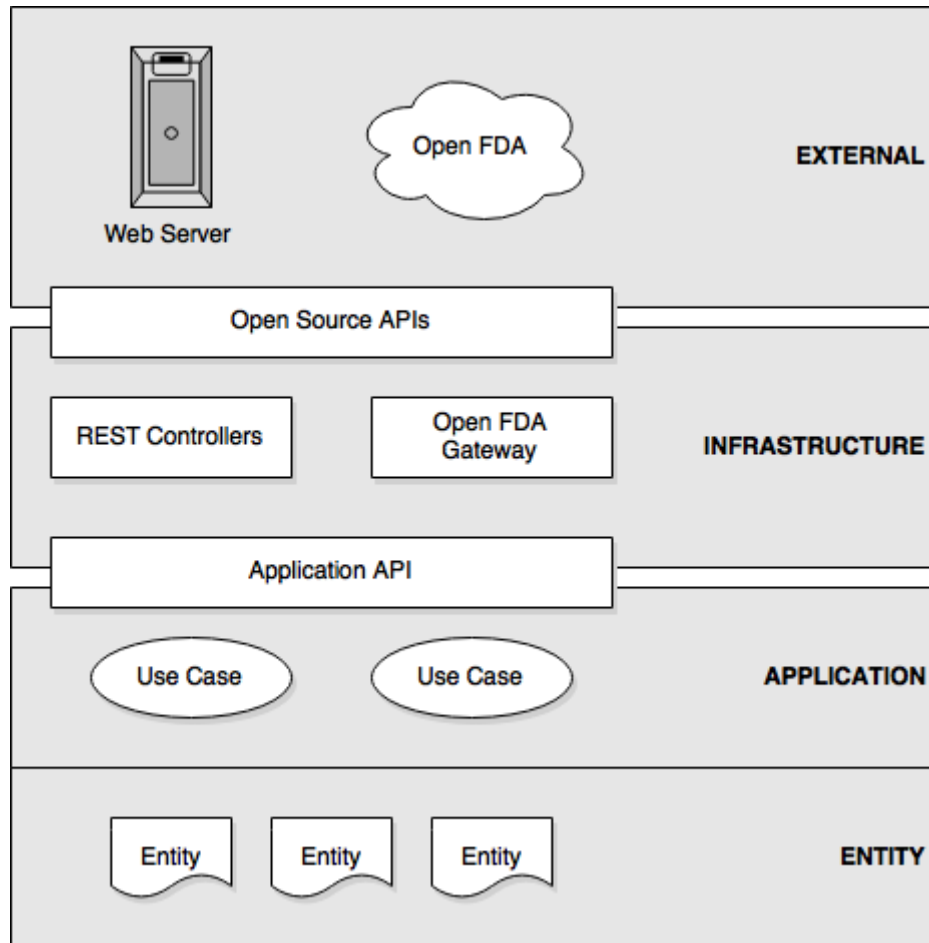 Open FDA
EXTERNAL
Web Server
Open Source APIs
REST Controllers
Open FDA
Gateway
INFRASTRUCTURE
Application API
Use Case
Use Case
APPLICATION
Entity
Entity
Entity
ENTITY